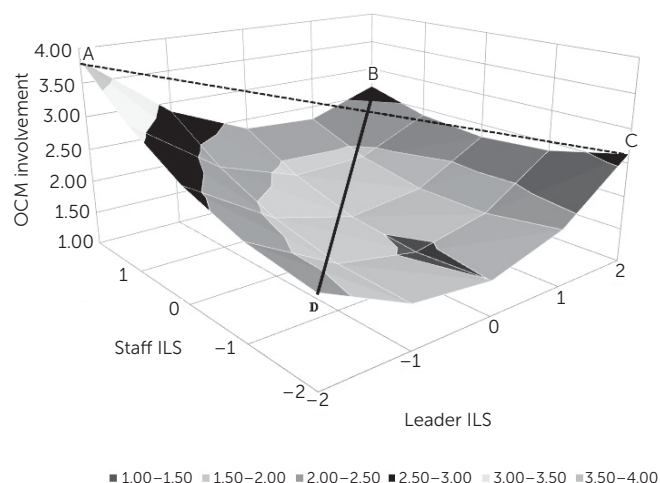 4.00
3.50
3.00
2.50
2.00
1.50
1.00
OCM involvement
A
B
C
D
1
0
−1
−2
Staff ILS
−2
−1
0
1
2
Leader ILS
1.00−1.50 1.50−2.00 2.00−2.50 2.50−3.00 3.00−3.50 3.50−4.00